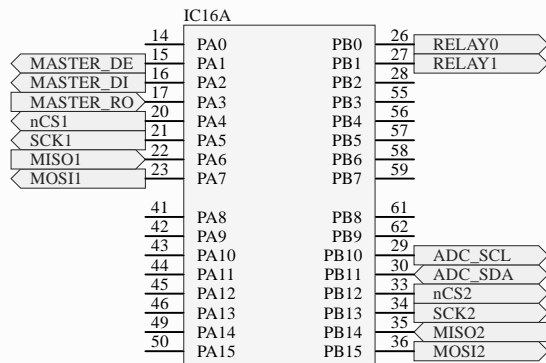 IC16A
14 PA0 PB0 26 RELAY0
MASTER_DE 15 PA1 PB1 27 RELAY1
MASTER_DI 16 PA2 PB2 28
MASTER_RO 17 PA3 PB3 55
nCS1 20 PA4 PB4 56
SCK1 21 PA5 PB5 57
MISO1 22 PA6 PB6 58
MOSI1 23 PA7 PB7 59
41 PA8 PB8 61
42 PA9 PB9 62
43 PA10 PB10 29 ADC_SCL
44 PA11 PB11 30 ADC_SDA
45 PA12 PB12 33 nCS2
46 PA13 PB13 34 SCK2
49 PA14 PB14 35 MISO2
50 PA15 PB15 36 MOSI2